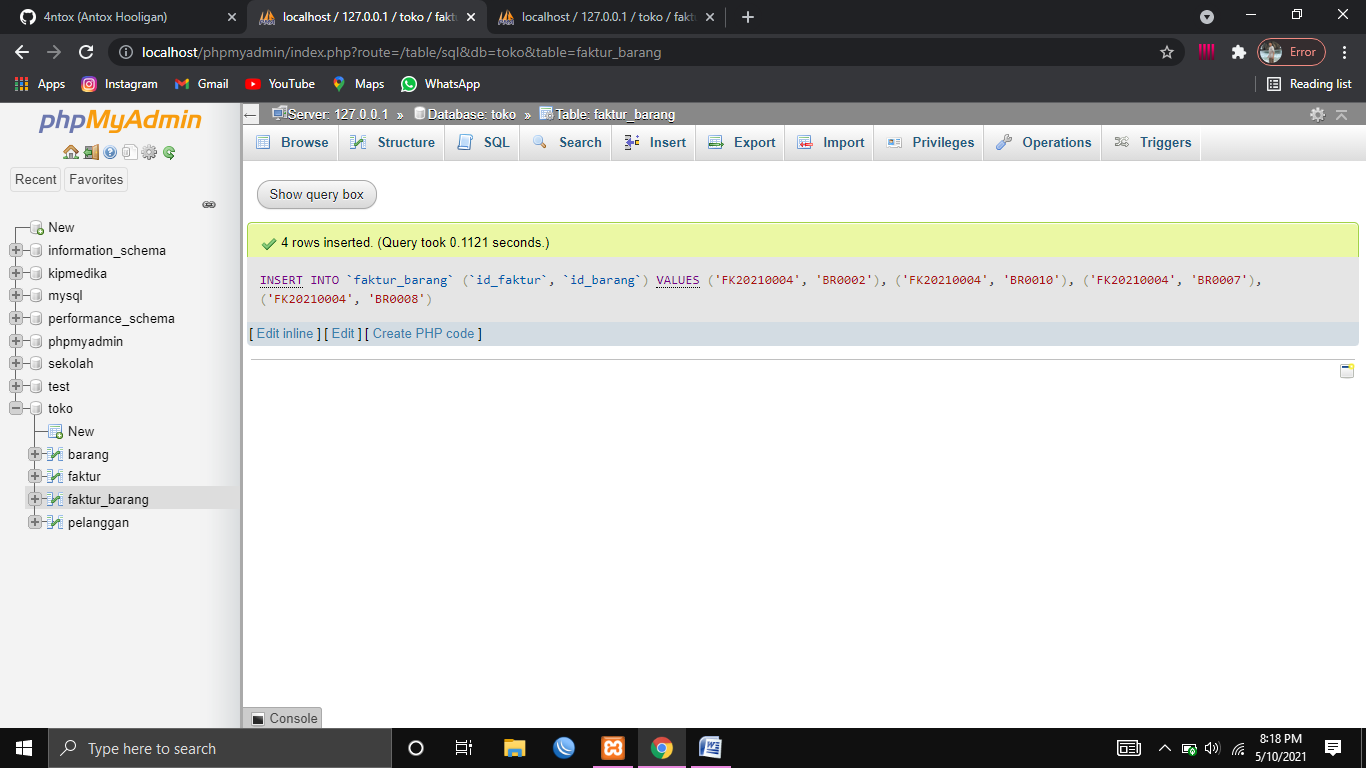 4ntox (Antox Hooligan)
localhost / 127.0.0.1 / toko / faktu
localhost / 127.0.0.1 / toko / faktu
localhost/phpmyadmin/index.php?route=/table/sql&db=toko&table=faktur_barang
Error
Apps
Instagram
Gmail
YouTube
Maps
WhatsApp
Reading list
phpMyAdmin
Recent
Favorites
New
information_schema
kipmedika
mysql
performance_schema
phpmyadmin
sekolah
test
toko
New
barang
faktur
faktur_barang
pelanggan
Server: 127.0.0.1 » Database: toko » Table: faktur_barang
Browse
Structure
SQL
Search
Insert
Export
Import
Privileges
Operations
Triggers
Show query box
4 rows inserted. (Query took 0.1121 seconds.)
INSERT INTO `faktur_barang` (`id_faktur`, `id_barang`) VALUES ('FK20210004', 'BR0002'), ('FK20210004', 'BR0010'), ('FK20210004', 'BR0007'),
('FK20210004', 'BR0008')
[ Edit inline ] [ Edit ] [ Create PHP code ]
Console
Type here to search
8:18 PM
5/10/2021